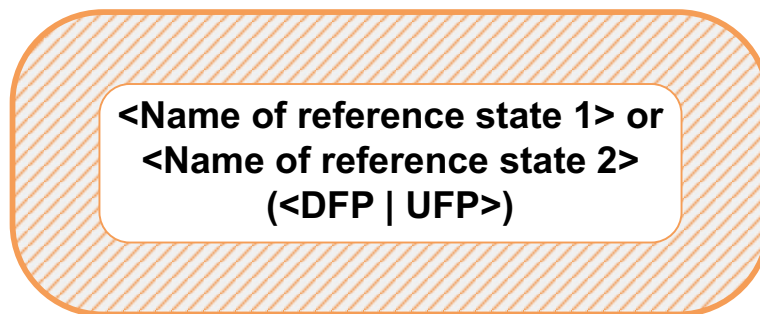 <Name of reference state 1> or
<Name of reference state 2>
(<DFP | UFP>)